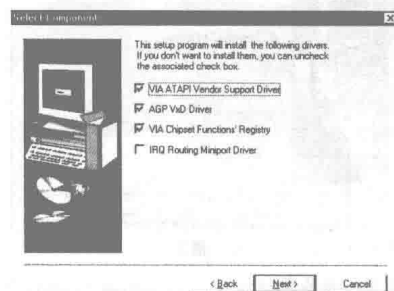 Select Components
This setup program will install the following drivers.
If you don't want to install them, you can uncheck
the associated check box.
VIA ATAPI Vendor Support Driver
AGP VxD Driver
VIA Chipset Functions' Registry
IRQ Routing Miniport Driver
< Back
Next >
Cancel